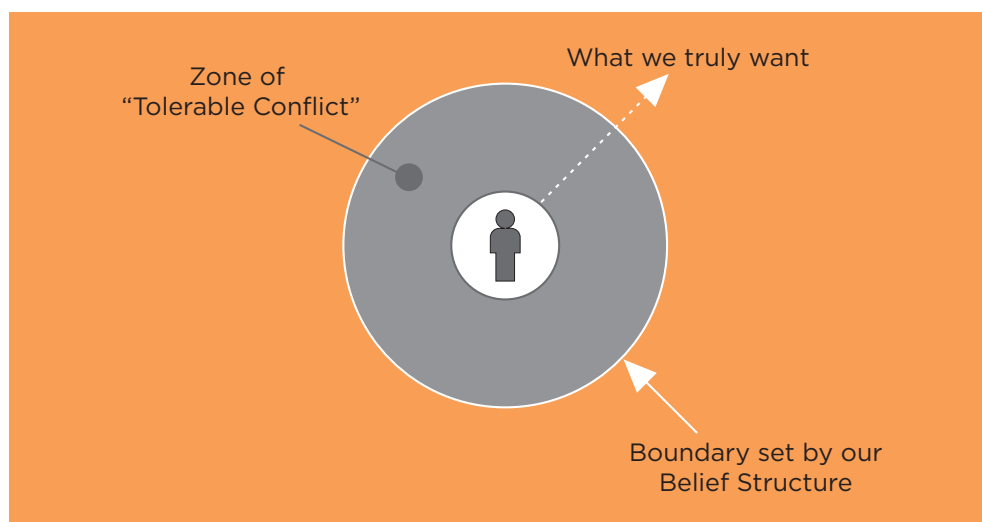 What we truly want
Zone of
“Tolerable Conflict”
Boundary set by our
Belief Structure